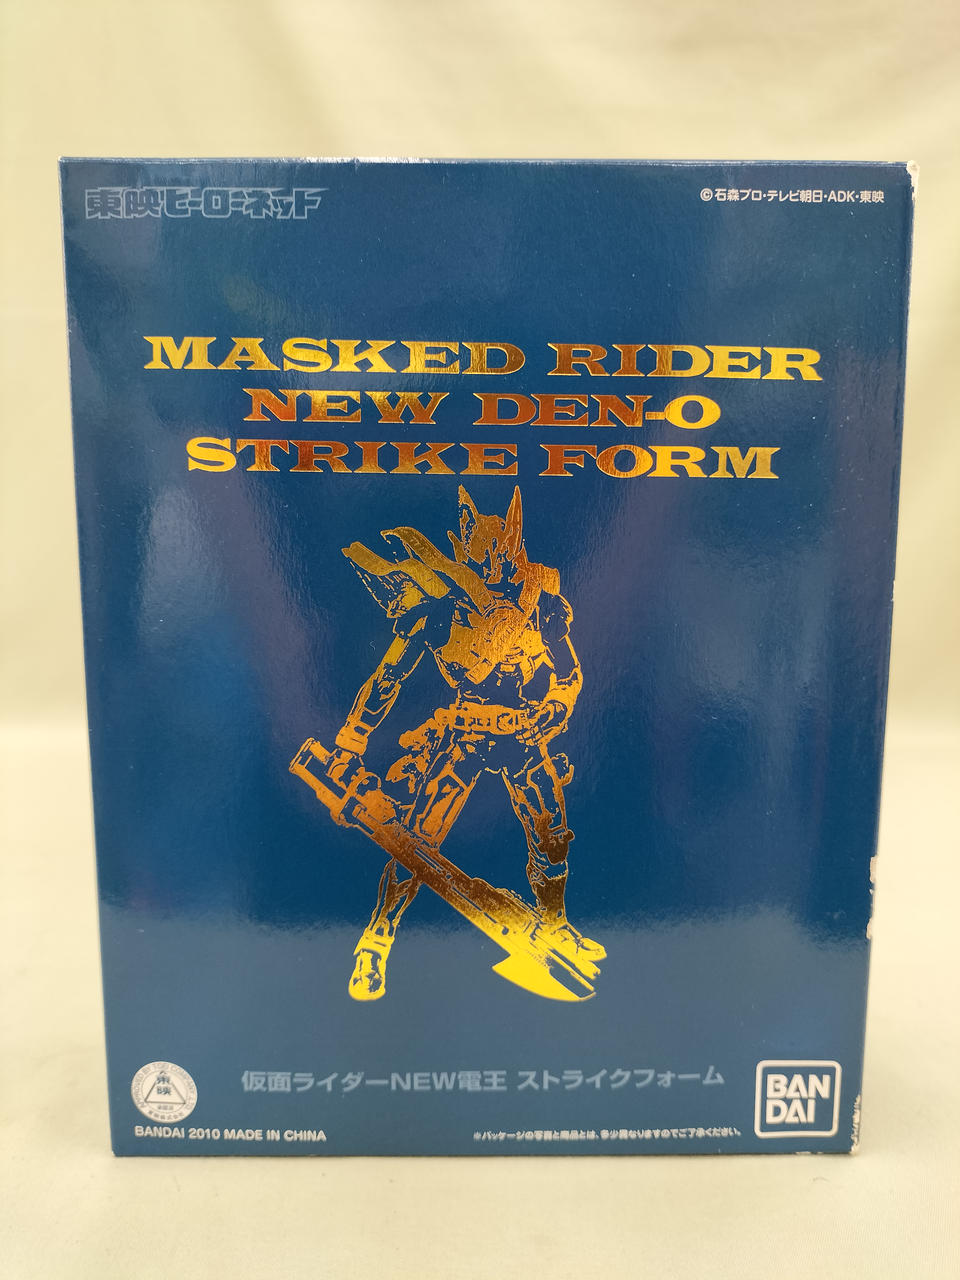 東映ヒーローネット
©石森プロ・テレビ朝日・ADK・東映
MASKED RIDER
NEW DEN-O
STRIKE FORM
仮面ライダーNEW電王 ストライクフォーム
東映
BANDAI 2010 MADE IN CHINA
※パッケージの写真と商品とは、多少異なりますのでご了承ください。
BAN
DAI